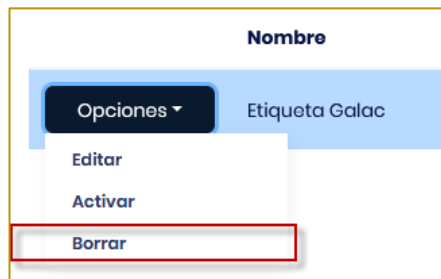 Nombre
Opciones
Etiqueta Galac
Editar
Activar
Borrar